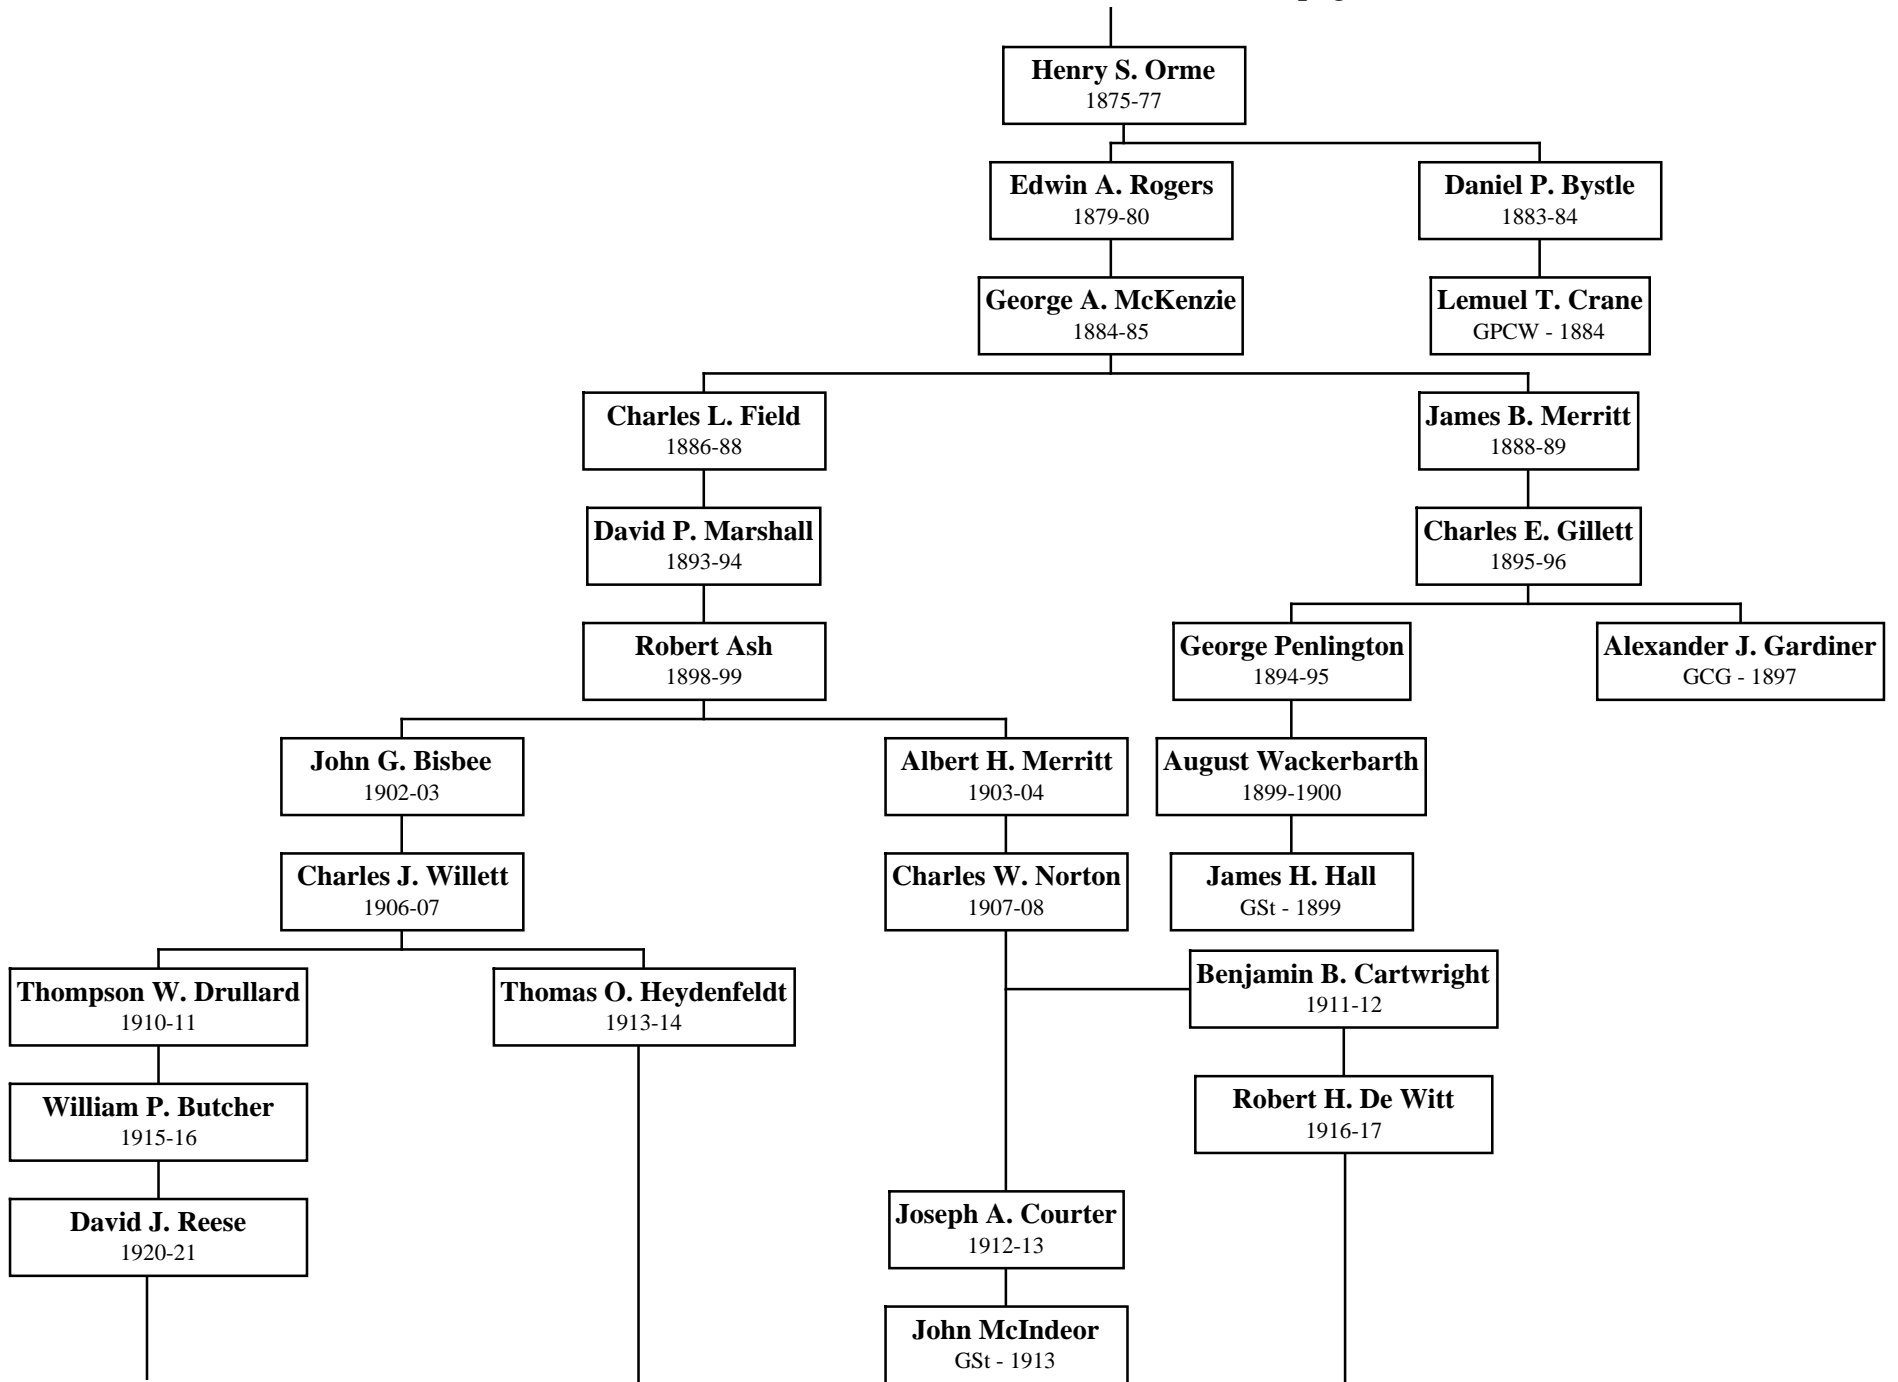 Henry S. Orme
1875-77
Edwin A. Rogers
1879-80
Daniel P. Bystle
1883-84
George A. McKenzie
1884-85
Lemuel T. Crane
GPCW - 1884
Charles L. Field
1886-88
James B. Merritt
1888-89
David P. Marshall
1893-94
Charles E. Gillett
1895-96
Robert Ash
1898-99
George Penlington
1894-95
Alexander J. Gardiner
GCG - 1897
John G. Bisbee
1902-03
Albert H. Merritt
1903-04
August Wackerbarth
1899-1900
Charles J. Willett
1906-07
Charles W. Norton
1907-08
James H. Hall
GSt - 1899
Thompson W. Drullard
1910-11
Thomas O. Heydenfeldt
1913-14
Benjamin B. Cartwright
1911-12
William P. Butcher
1915-16
Robert H. De Witt
1916-17
David J. Reese
1920-21
Joseph A. Courter
1912-13
John McIndeor
GSt - 1913